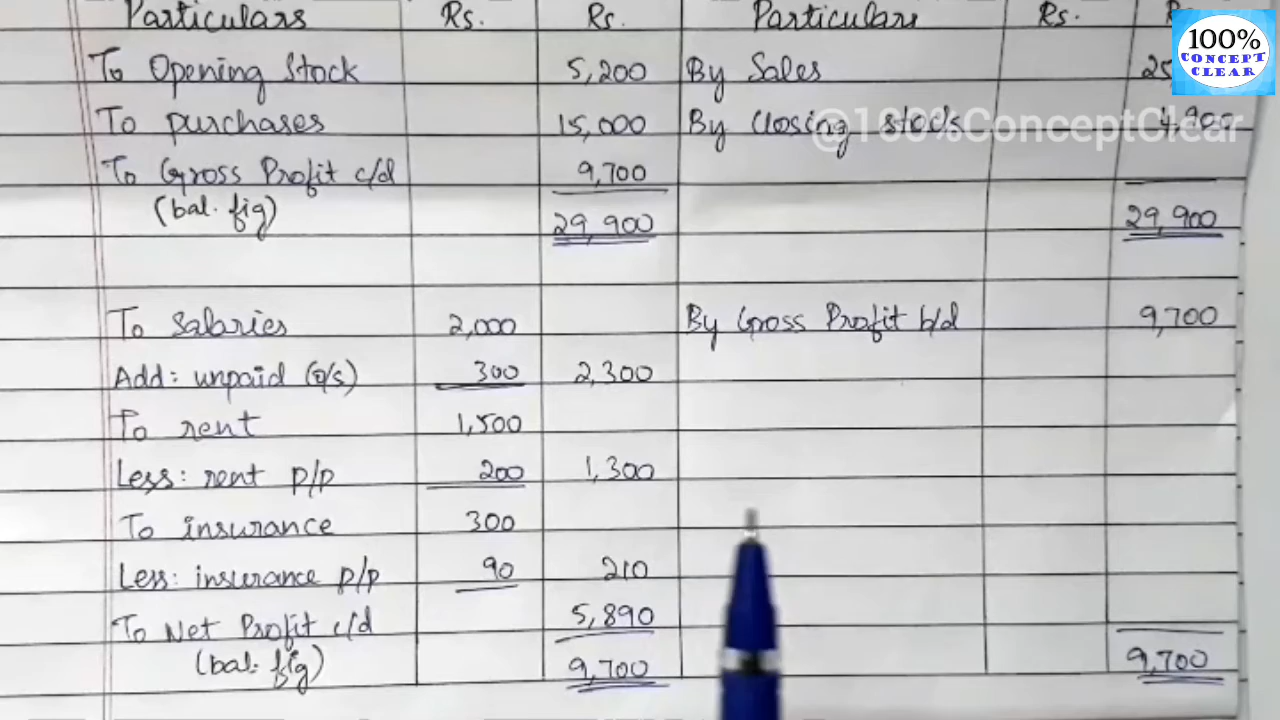 Particulars Rs. Rs. Particulars Rs.
100%
CONCEPT
CLEAR
To Opening Stock 5,200 By Sales 25
To purchases 15,000 By Closing stock 4,900
@100%ConceptClear
To Gross Profit c/d 9,700
(bal. fig) 29,900 29,900
To salaries 2,000 By Gross Profit b/d 9,700
Add: unpaid (o/s) 300 2,300
To rent 1,500
Less: rent p/p 200 1,300
To insurance 300
Less: insurance p/p 90 210
To Net Profit c/d 5,890
(bal. fig) 9,700 9,700